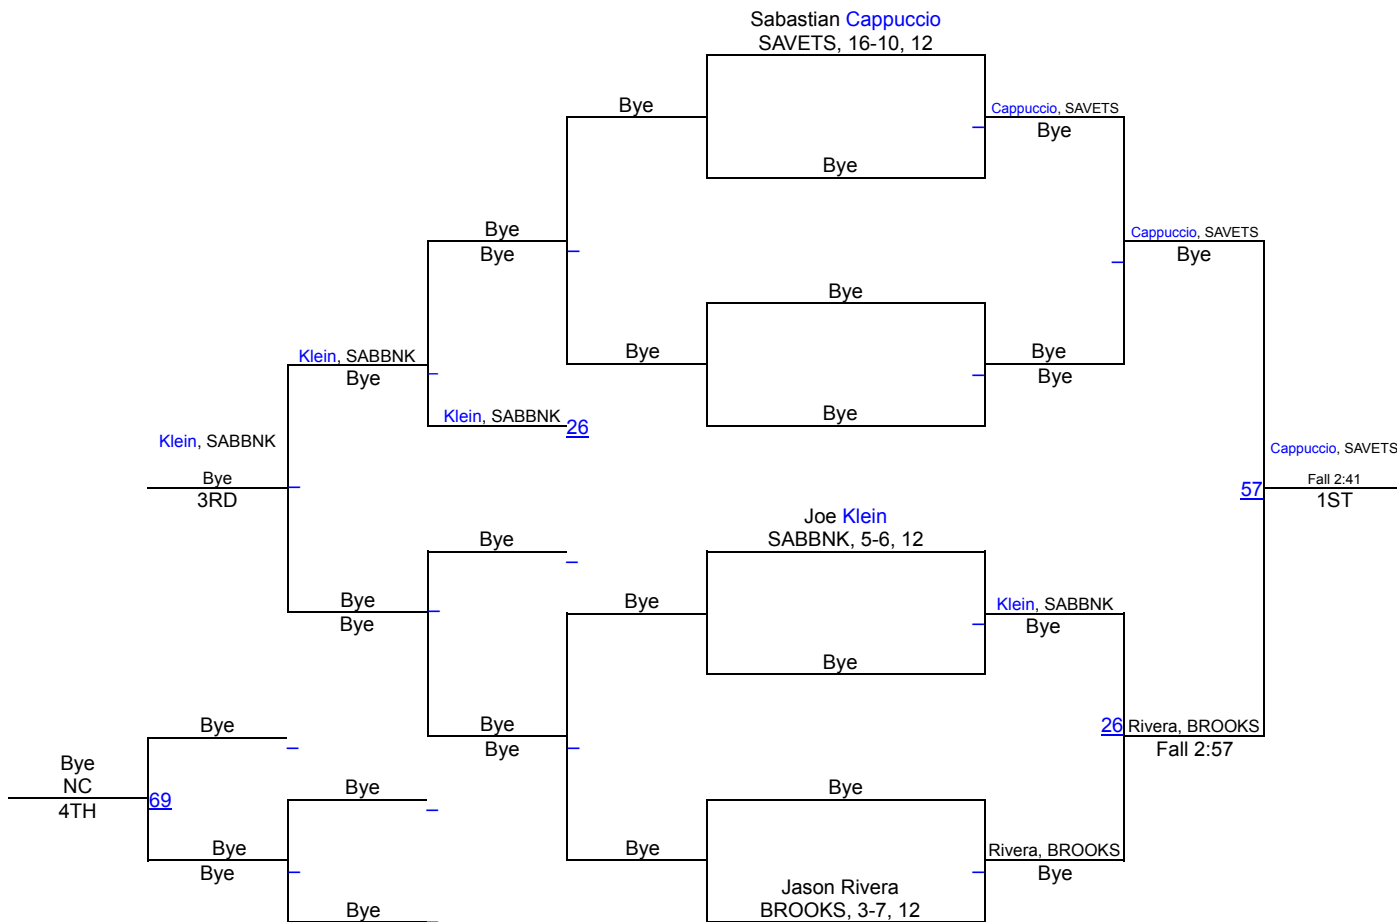 Sabastian Cappuccio
SAVETS, 16-10, 12
Bye
Cappuccio, SAVETS
Bye
Bye
Bye
Bye
Cappuccio, SAVETS
Bye
Bye
Klein, SABBNK
Bye
Bye
Bye
Bye
Klein, SABBNK
26
Bye
Klein, SABBNK
Bye
3RD
Cappuccio, SAVETS
57
Fall 2:41
1ST
Joe Klein
SABBNK, 5-6, 12
Bye
Bye
Bye
Bye
Klein, SABBNK
Bye
Bye
Bye
Bye
Bye
26
Rivera, BROOKS
Fall 2:57
Bye
NC
4TH
69
Bye
Bye
Bye
Bye
Bye
Rivera, BROOKS
Bye
Jason Rivera
BROOKS, 3-7, 12
Bye